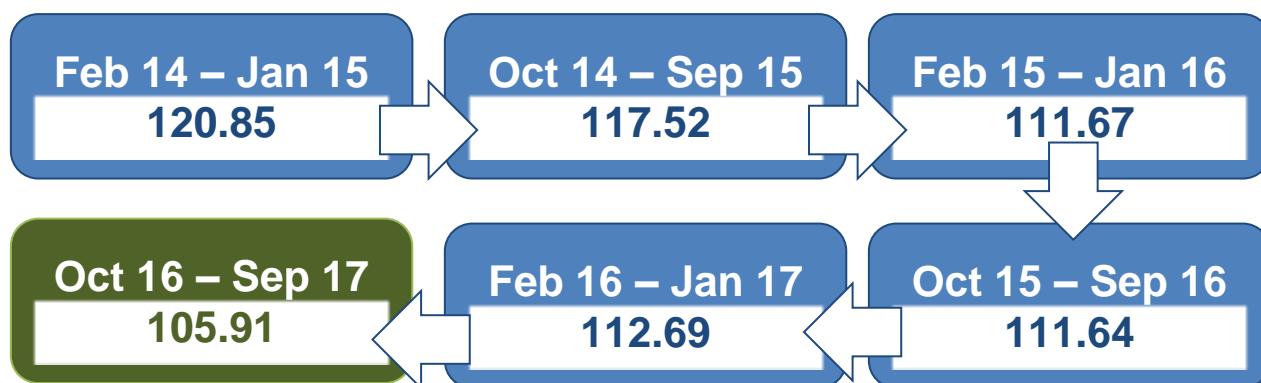 Feb 14 – Jan 15
120.85
Oct 14 – Sep 15
117.52
Feb 15 – Jan 16
111.67
Oct 15 – Sep 16
111.64
Feb 16 – Jan 17
112.69
Oct 16 – Sep 17
105.91